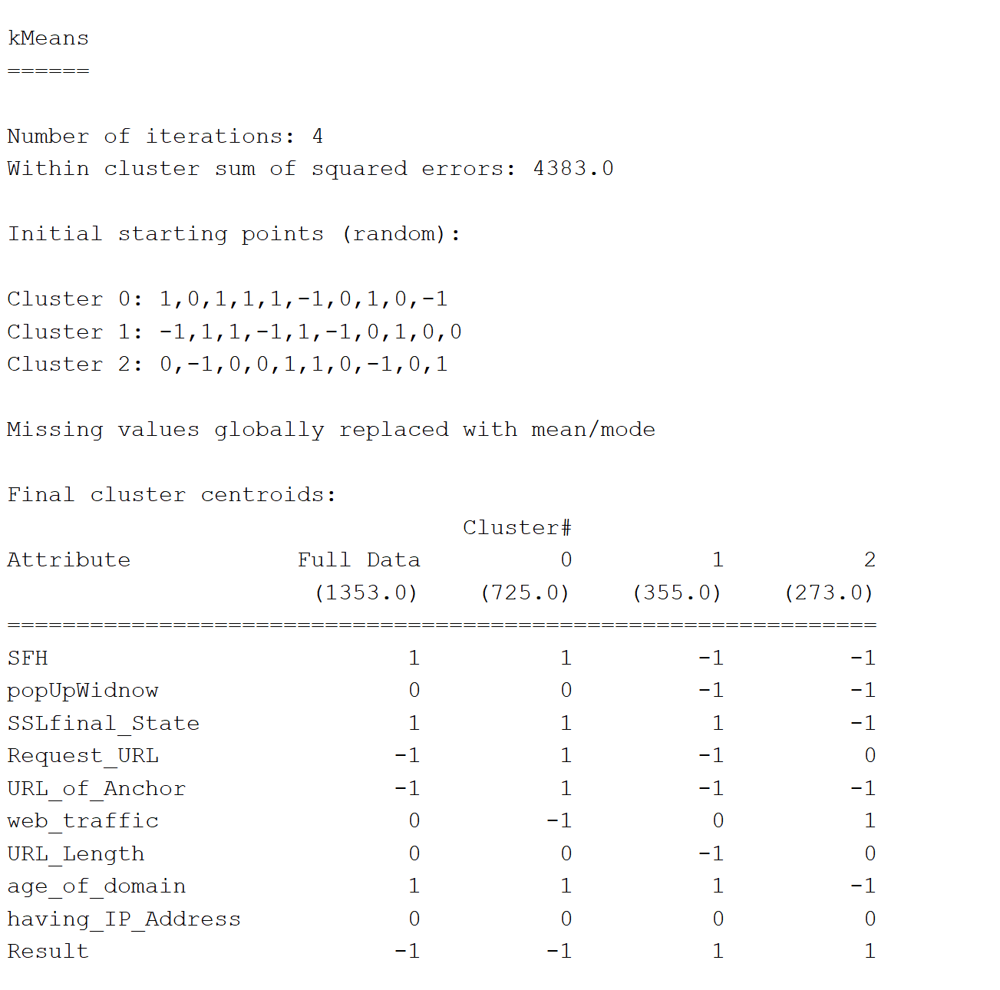 kMeans
======
Number of iterations: 4
Within cluster sum of squared errors: 4383.0
Initial starting points (random):
Cluster 0: 1,0,1,1,1,-1,0,1,0,-1
Cluster 1: -1,1,1,-1,1,-1,0,1,0,0
Cluster 2: 0,-1,0,0,1,1,0,-1,0,1
Missing values globally replaced with mean/mode
Final cluster centroids:
Cluster#
Attribute Full Data 0 1 2
(1353.0) (725.0) (355.0) (273.0)
===============================================================
SFH 1 1 -1 -1
popUpWidnow 0 0 -1 -1
SSLfinal_State 1 1 1 -1
Request_URL -1 1 -1 0
URL_of_Anchor -1 1 -1 -1
web_traffic 0 -1 0 1
URL_Length 0 0 -1 0
age_of_domain 1 1 1 -1
having_IP_Address 0 0 0 0
Result -1 -1 1 1